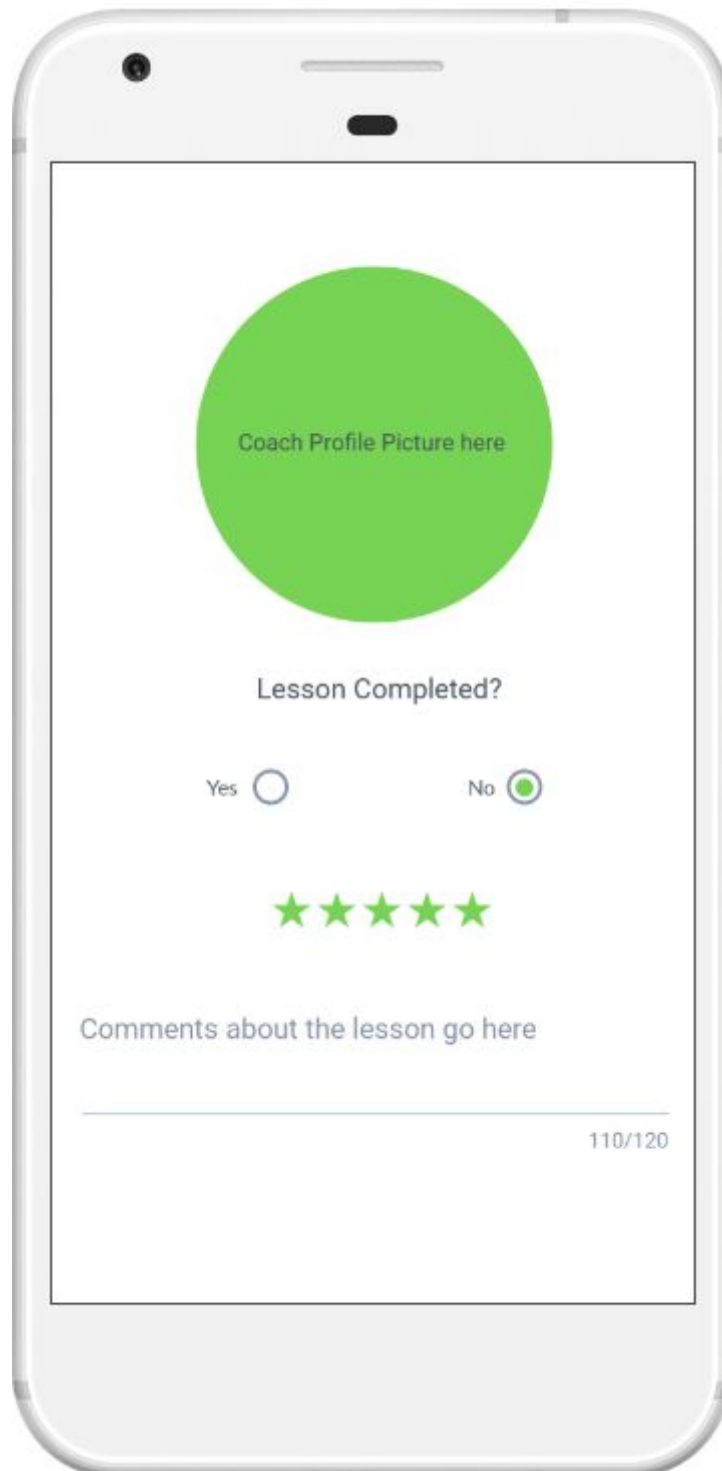 Coach Profile Picture here
Lesson Completed?
Yes No
Comments about the lesson go here
110/120